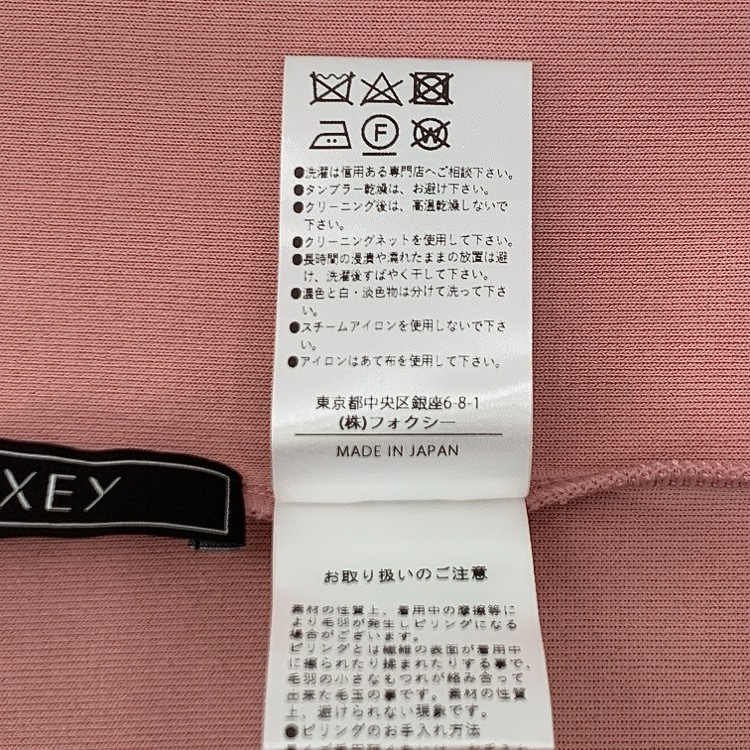 F
W
●洗濯は信用ある専門店へご相談下さい。
●タンブラー乾燥は、お避け下さい。
●クリーニング後は、高温乾燥しないで
下さい。
●クリーニングネットを使用して下さい。
●長時間の浸漬や濡れたままの放置は避
け、洗濯後すばやく干して下さい。
●濃色と白・淡色物は分けて洗って下さ
い。
●スチームアイロンを使用しないで下さ
い。
●アイロンはあて布を使用して下さい。
東京都中央区銀座6-8-1
(株)フォクシー
MADE IN JAPAN
XEY
お取り扱いのご注意
素材の性質上、着用中の摩擦等に
より毛羽が発生しピリングになる
場合がございます。
ピリングとは繊維の表面が着用中
に擦られたり揉まれたりする事で、
毛羽の小さなもつれが絡み合って
出来た毛玉の事です。素材の性質
上、避けられない現象です。
●ピリングのお手入れ方法